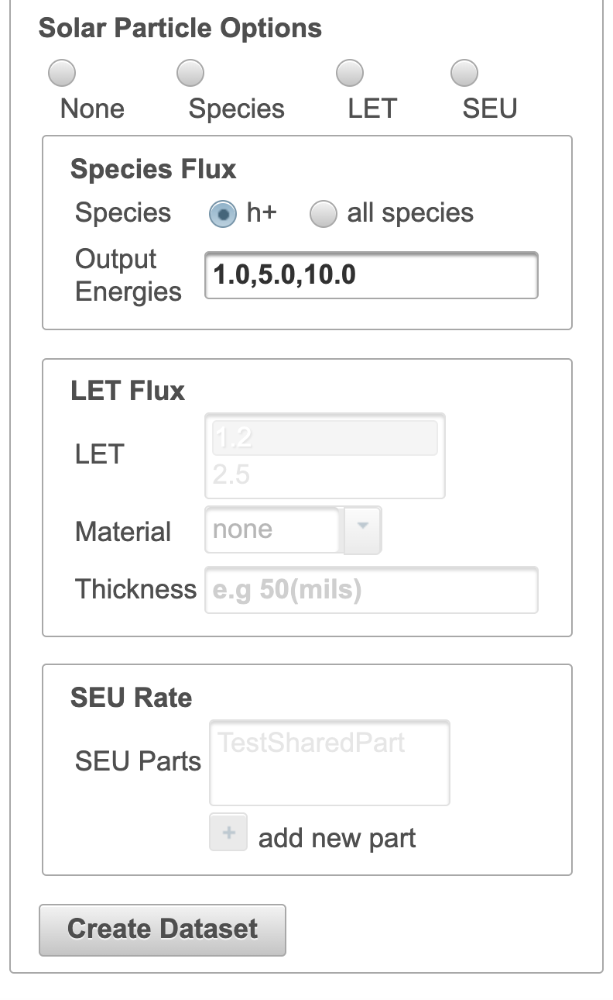 Solar Particle Options
None Species LET SEU
Species Flux
Species h+ all species
Output
Energies
1.0,5.0,10.0
LET Flux
LET
1.2
2.5
Material none
Thickness e.g 50(mils)
SEU Rate
SEU Parts
TestSharedPart
+ add new part
Create Dataset